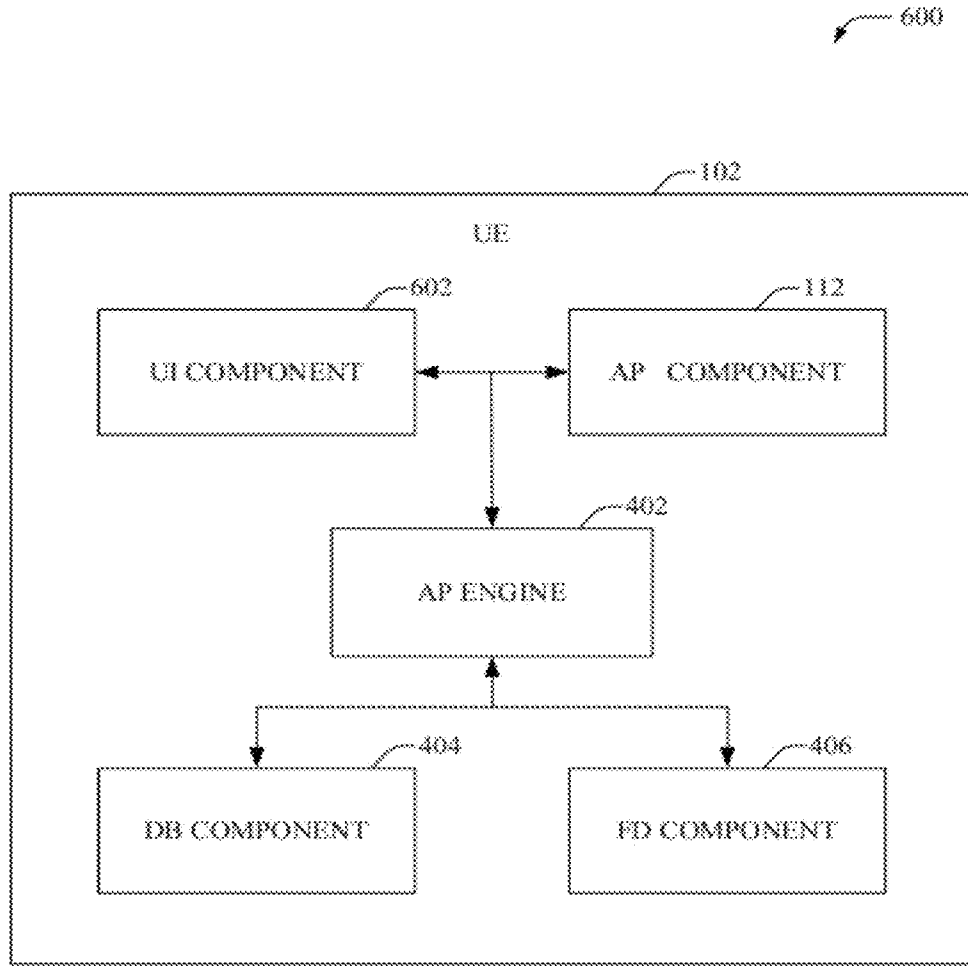 600
102
UE
602
112
UI COMPONENT
AP COMPONENT
402
AP ENGINE
404
406
DB COMPONENT
FD COMPONENT